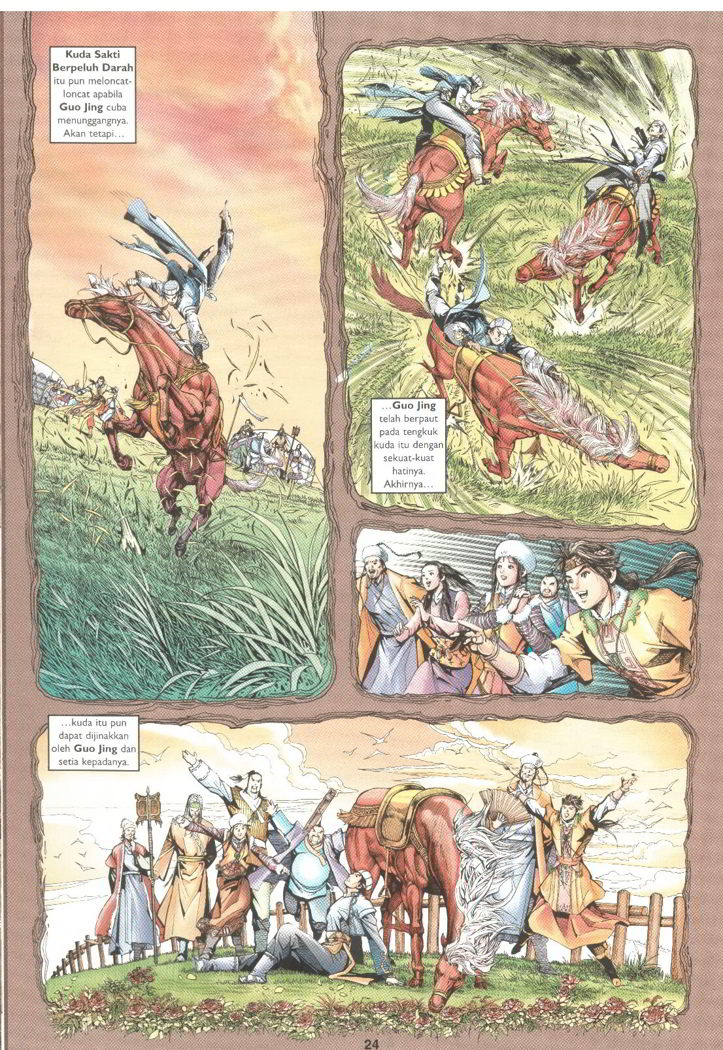 Kuda Sakti
Berpeluh Darah
itu pun meloncat-
loncat apabila
Guo Jing cuba
menunggangnya.
Akan tetapi...
...Guo Jing
telah berpaut
pada tengkuk
kuda itu dengan
sekuat-kuat
hatinya.
Akhirnya...
...kuda itu pun
dapat dijinakkan
oleh Guo Jing dan
setia kepadanya.
24